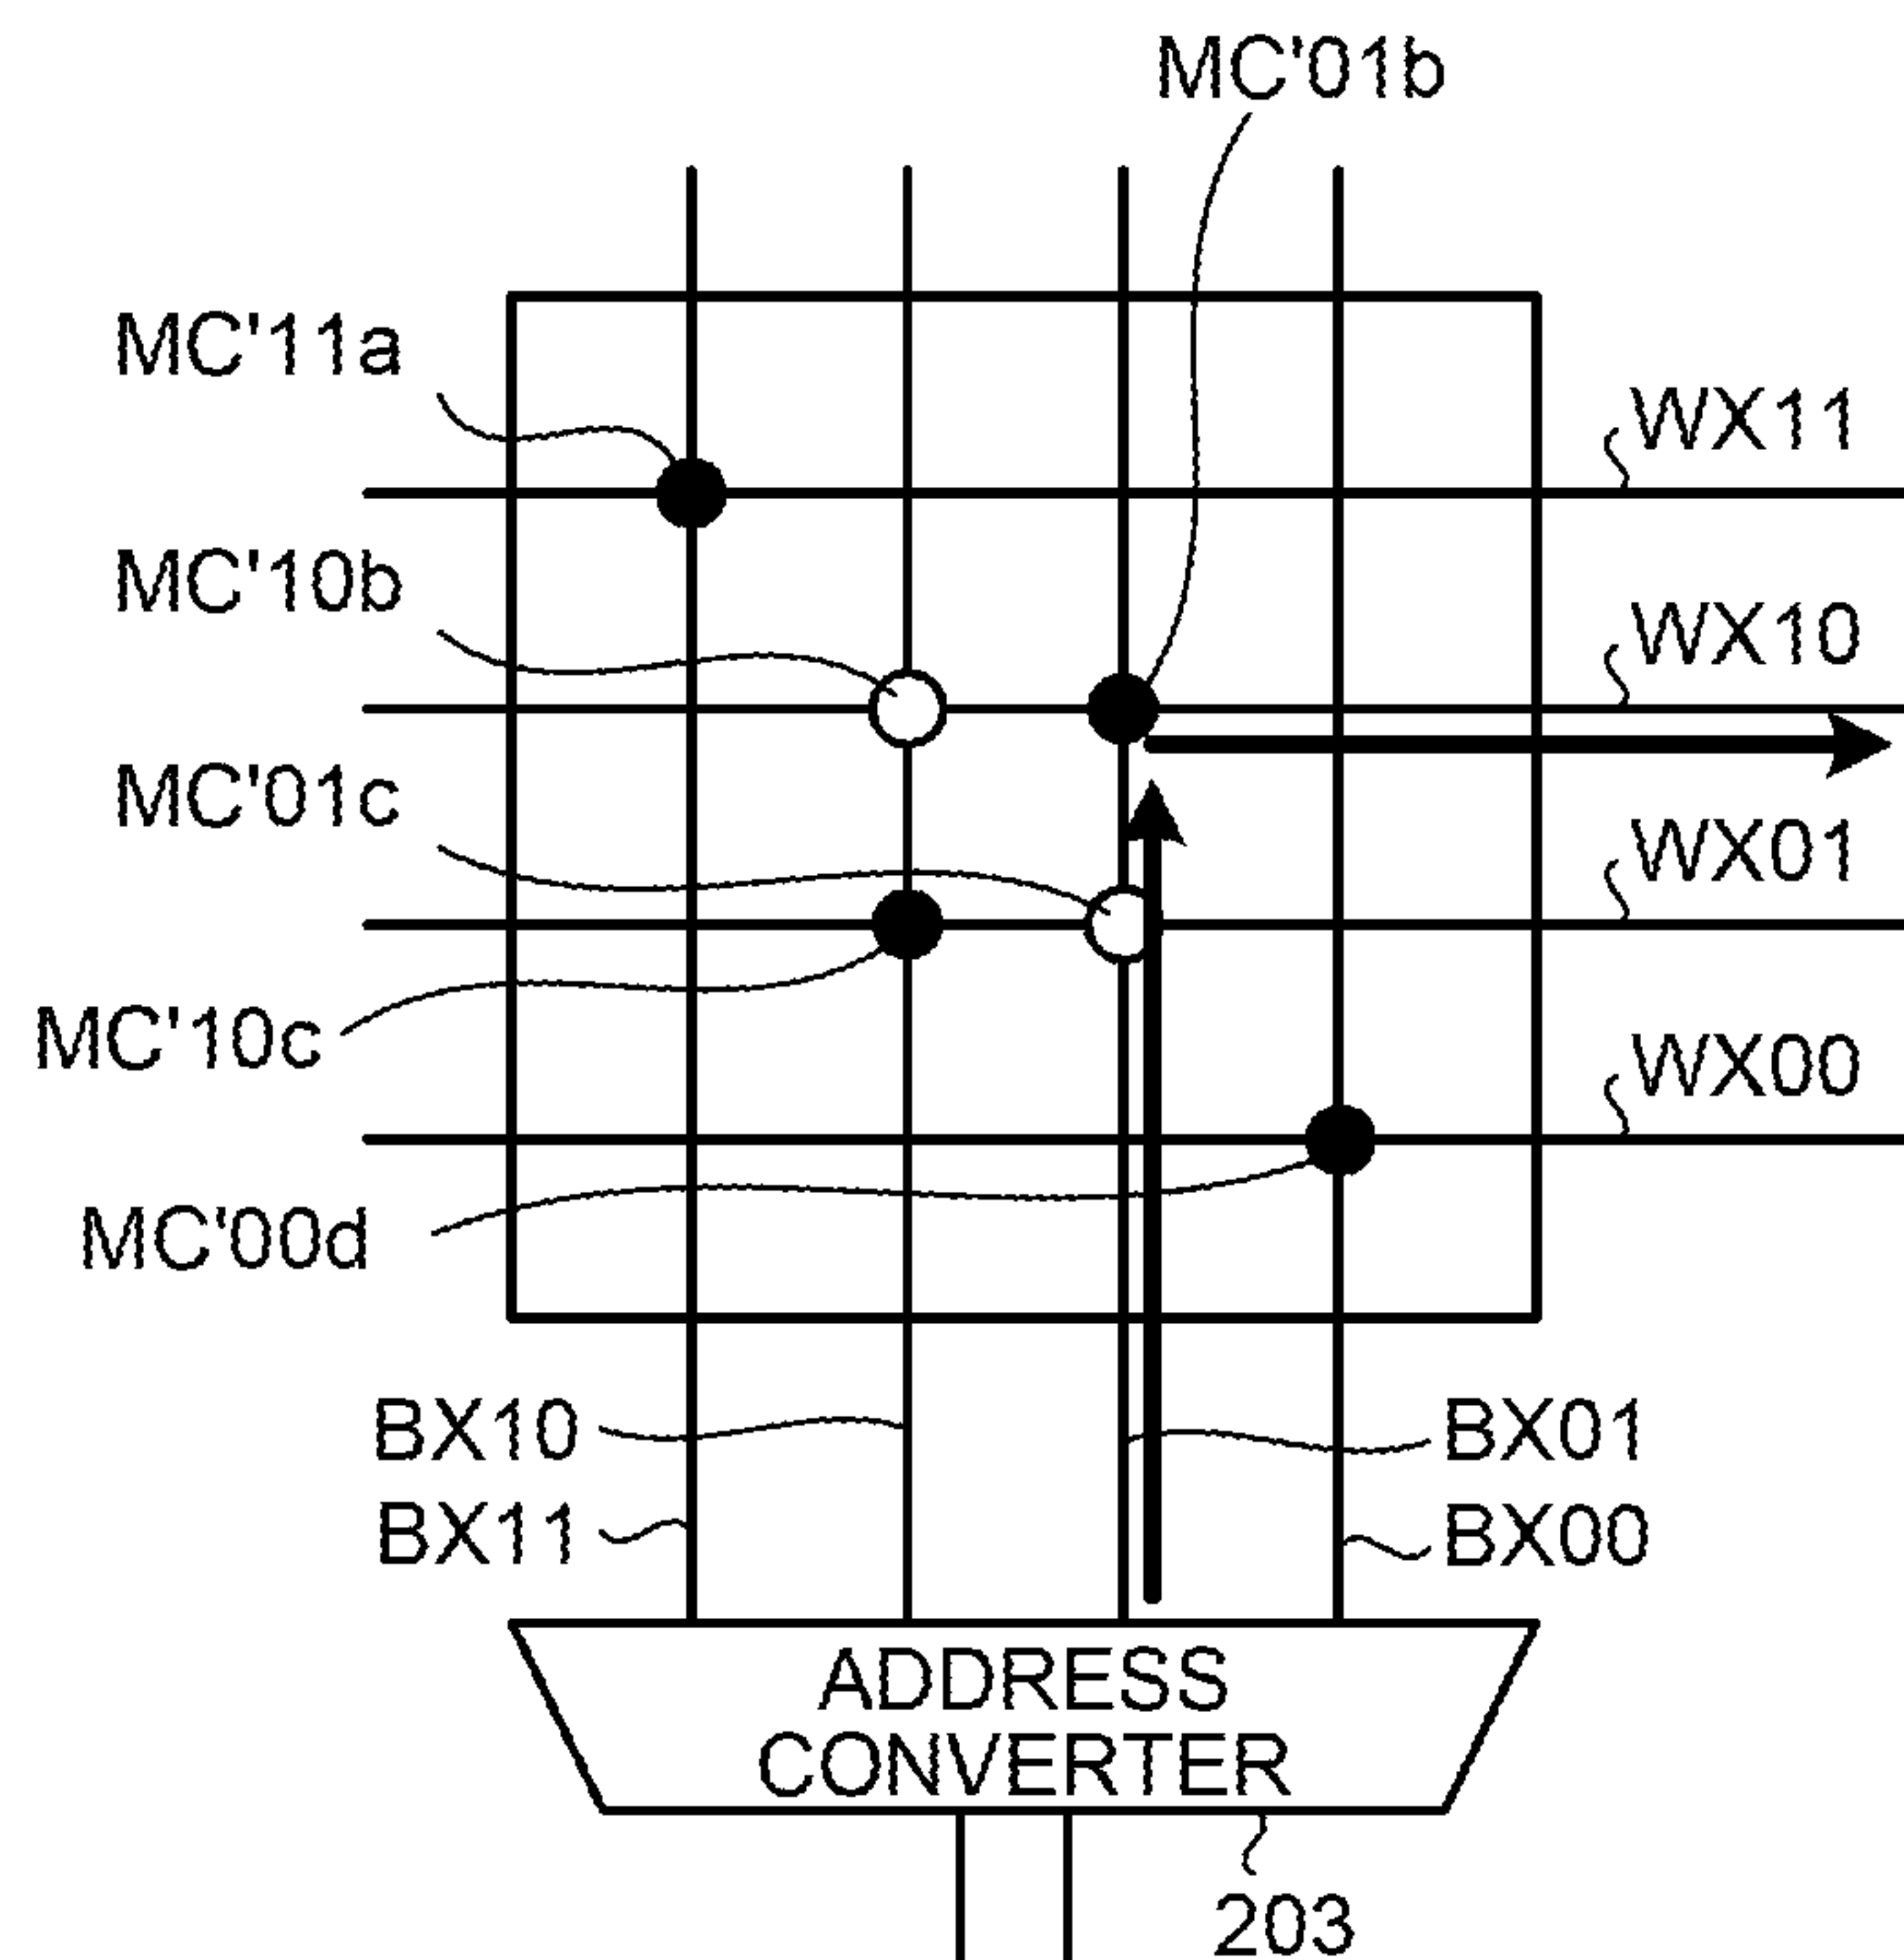 MC'01b
MC'11a
WX11
MC'10b
WX10
MC'01c
WX01
MC'10c
WX00
MC'00d
BX10
BX01
BX11
BX00
ADDRESS
CONVERTER
203